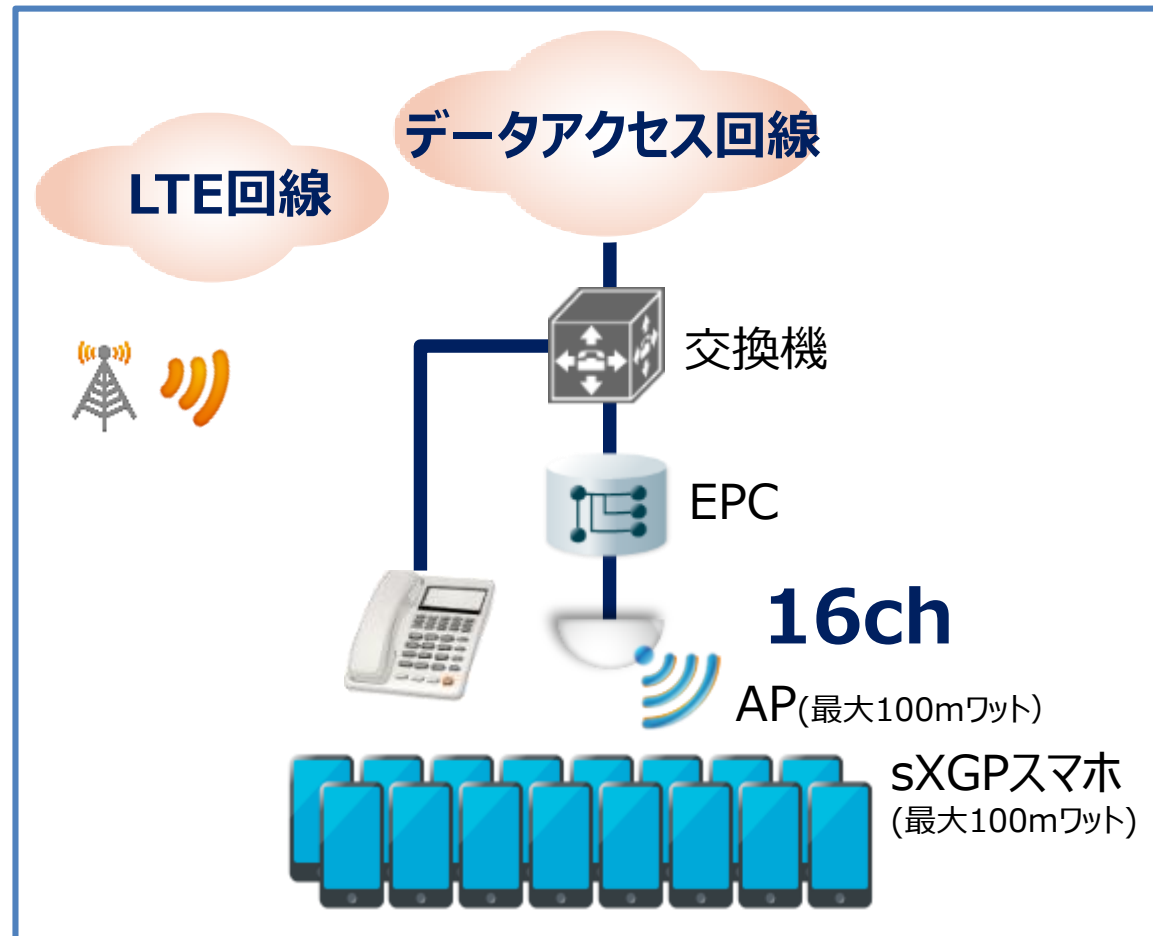 データアクセス回線
LTE回線
交換機
EPC
16ch
AP(最大100mワット)
sXGPスマホ
(最大100mワット)